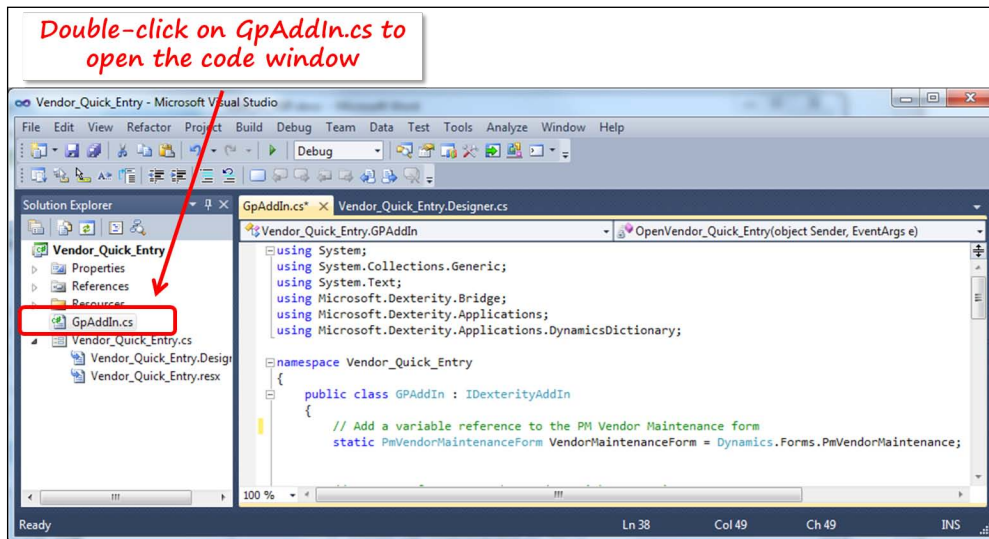 Double-click on GpAddIn.cs to
open the code window
Vendor_Quick_Entry - Microsoft Visual Studio
File Edit View Refactor Project Build Debug Team Data Test Tools Analyze Window Help
Debug
Solution Explorer
GpAddIn.cs* Vendor_Quick_Entry.Designer.cs
Vendor_Quick_Entry.GPAddIn
OpenVendor_Quick_Entry(object Sender, EventArgs e)
Vendor_Quick_Entry
Properties
References
Resources
GpAddIn.cs
Vendor_Quick_Entry.cs
Vendor_Quick_Entry.Design
Vendor_Quick_Entry.resx
using System;
using System.Collections.Generic;
using System.Text;
using Microsoft.Dexterity.Bridge;
using Microsoft.Dexterity.Applications;
using Microsoft.Dexterity.Applications.DynamicsDictionary;
namespace Vendor_Quick_Entry
{
public class GPAddIn : IDexterityAddIn
{
// Add a variable reference to the PM Vendor Maintenance form
static PmVendorMaintenanceForm VendorMaintenanceForm = Dynamics.Forms.PmVendorMaintenance;
100 %
Ready Ln 38 Col 49 Ch 49 INS